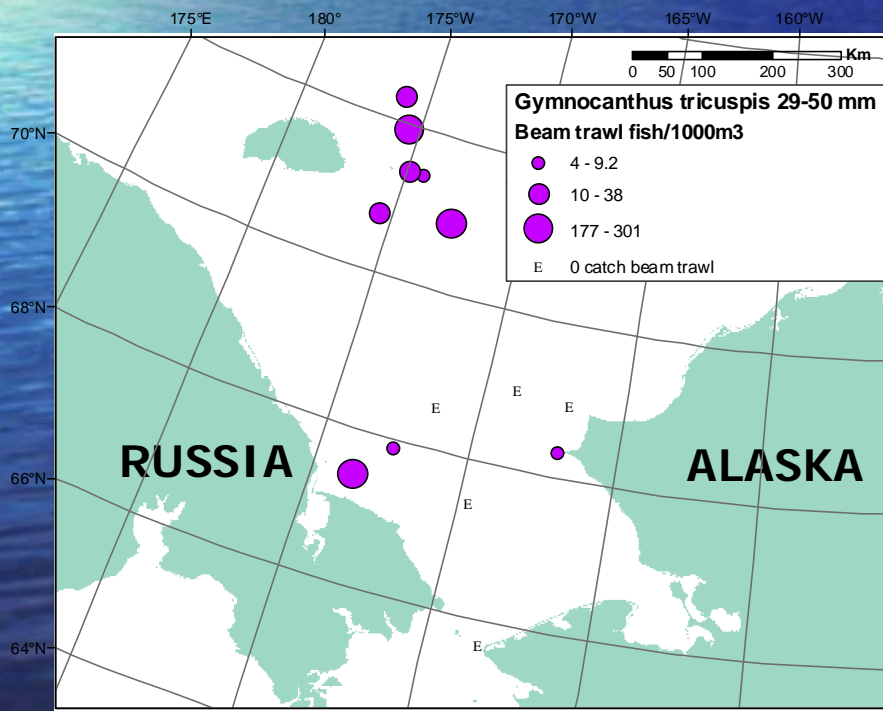 175°E 180° 175°W 170°W 165°W 160°W
Km
0 50 100 200 300
Gymnocanthus tricuspis 29-50 mm
Beam trawl fish/1000m3
4 - 9.2
10 - 38
177 - 301
E 0 catch beam trawl
70°N
68°N
E
E
E
RUSSIA
ALASKA
66°N
E
64°N
E